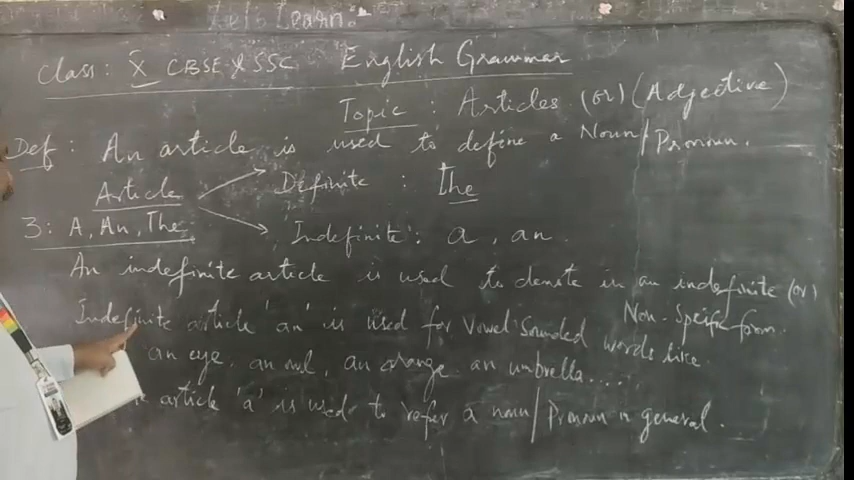 Let's Learn.
Class: X CBSE & SSC English Grammar
Topic : Articles (or) (Adjective)
Def : An article is used to define a Noun/Pronoun.
Article Definite : The
3: A, An, The Indefinite : a, an.
An indefinite article is used to denote in an indefinite (or)
Non-Specific form.
Indefinite article 'an' is used for Vowel Sounded words like
an eye, an owl, an orange an umbrella....
article 'a' is used to refer a noun/Pronoun in general.